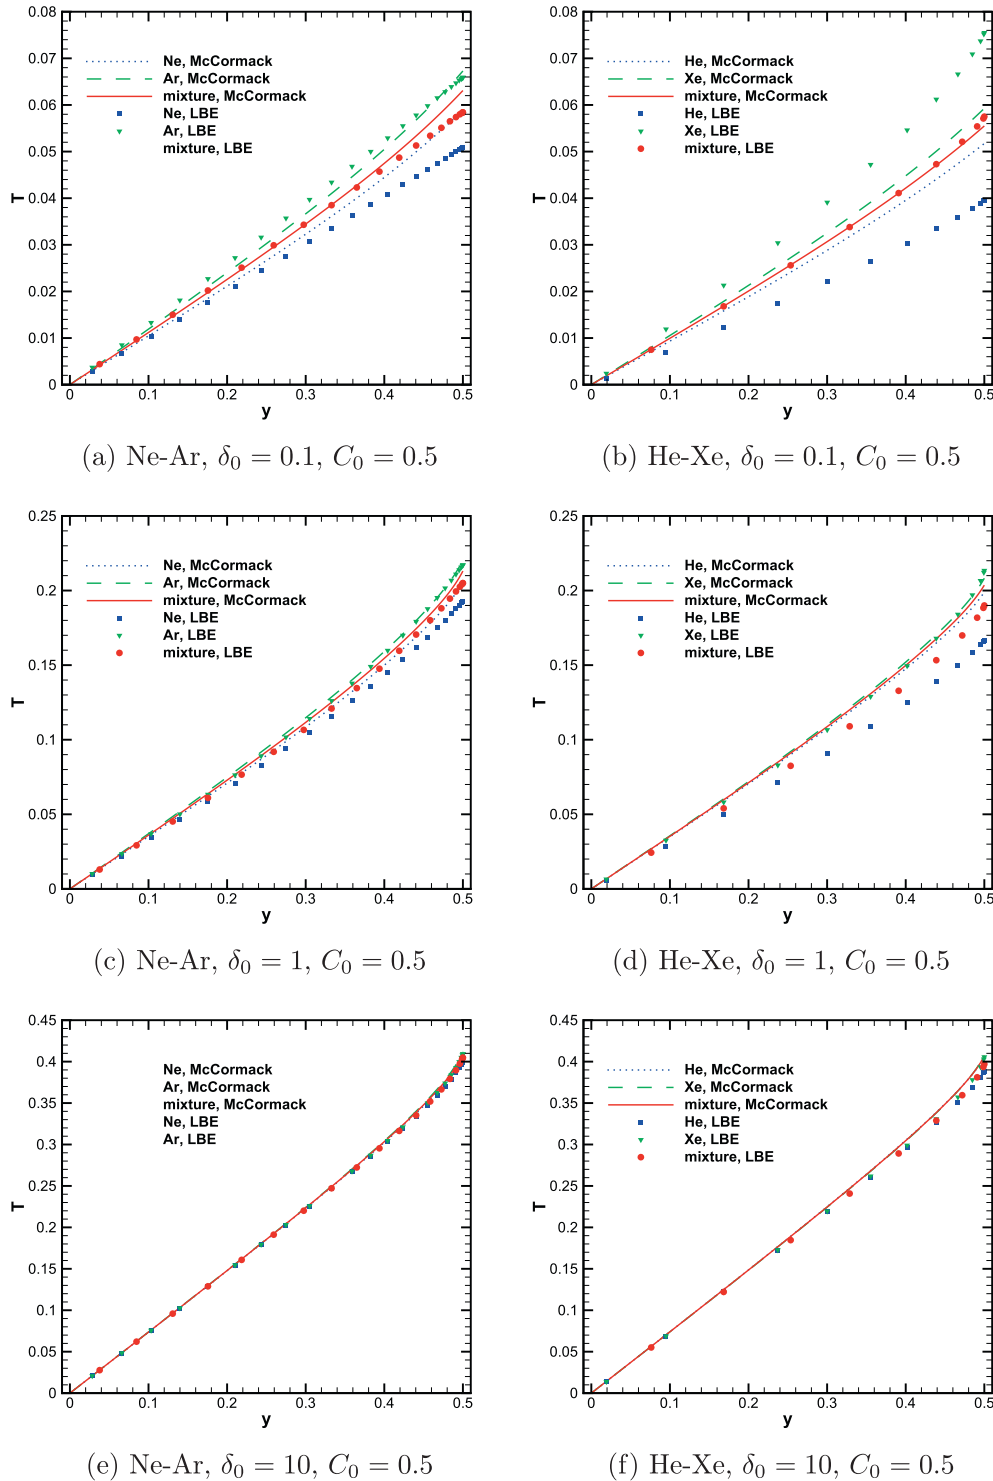 0.08
0.07
0.06
0.05
0.04
0.03
0.02
0.01
0
T
Ne, McCormack
Ar, McCormack
mixture, McCormack
Ne, LBE
Ar, LBE
mixture, LBE
0 0.1 0.2 0.3 0.4 0.5
y
(a) Ne-Ar, δ₀ = 0.1, C₀ = 0.5
0.08
0.07
0.06
0.05
0.04
0.03
0.02
0.01
0
T
He, McCormack
Xe, McCormack
mixture, McCormack
He, LBE
Xe, LBE
mixture, LBE
0 0.1 0.2 0.3 0.4 0.5
y
(b) He-Xe, δ₀ = 0.1, C₀ = 0.5
0.25
0.2
0.15
0.1
0.05
0
T
Ne, McCormack
Ar, McCormack
mixture, McCormack
Ne, LBE
Ar, LBE
mixture, LBE
0 0.1 0.2 0.3 0.4 0.5
y
(c) Ne-Ar, δ₀ = 1, C₀ = 0.5
0.25
0.2
0.15
0.1
0.05
0
T
He, McCormack
Xe, McCormack
mixture, McCormack
He, LBE
Xe, LBE
mixture, LBE
0 0.1 0.2 0.3 0.4 0.5
y
(d) He-Xe, δ₀ = 1, C₀ = 0.5
0.45
0.4
0.35
0.3
0.25
0.2
0.15
0.1
0.05
0
T
Ne, McCormack
Ar, McCormack
mixture, McCormack
Ne, LBE
Ar, LBE
0 0.1 0.2 0.3 0.4 0.5
y
(e) Ne-Ar, δ₀ = 10, C₀ = 0.5
0.45
0.4
0.35
0.3
0.25
0.2
0.15
0.1
0.05
0
T
He, McCormack
Xe, McCormack
mixture, McCormack
He, LBE
Xe, LBE
mixture, LBE
0 0.1 0.2 0.3 0.4 0.5
y
(f) He-Xe, δ₀ = 10, C₀ = 0.5